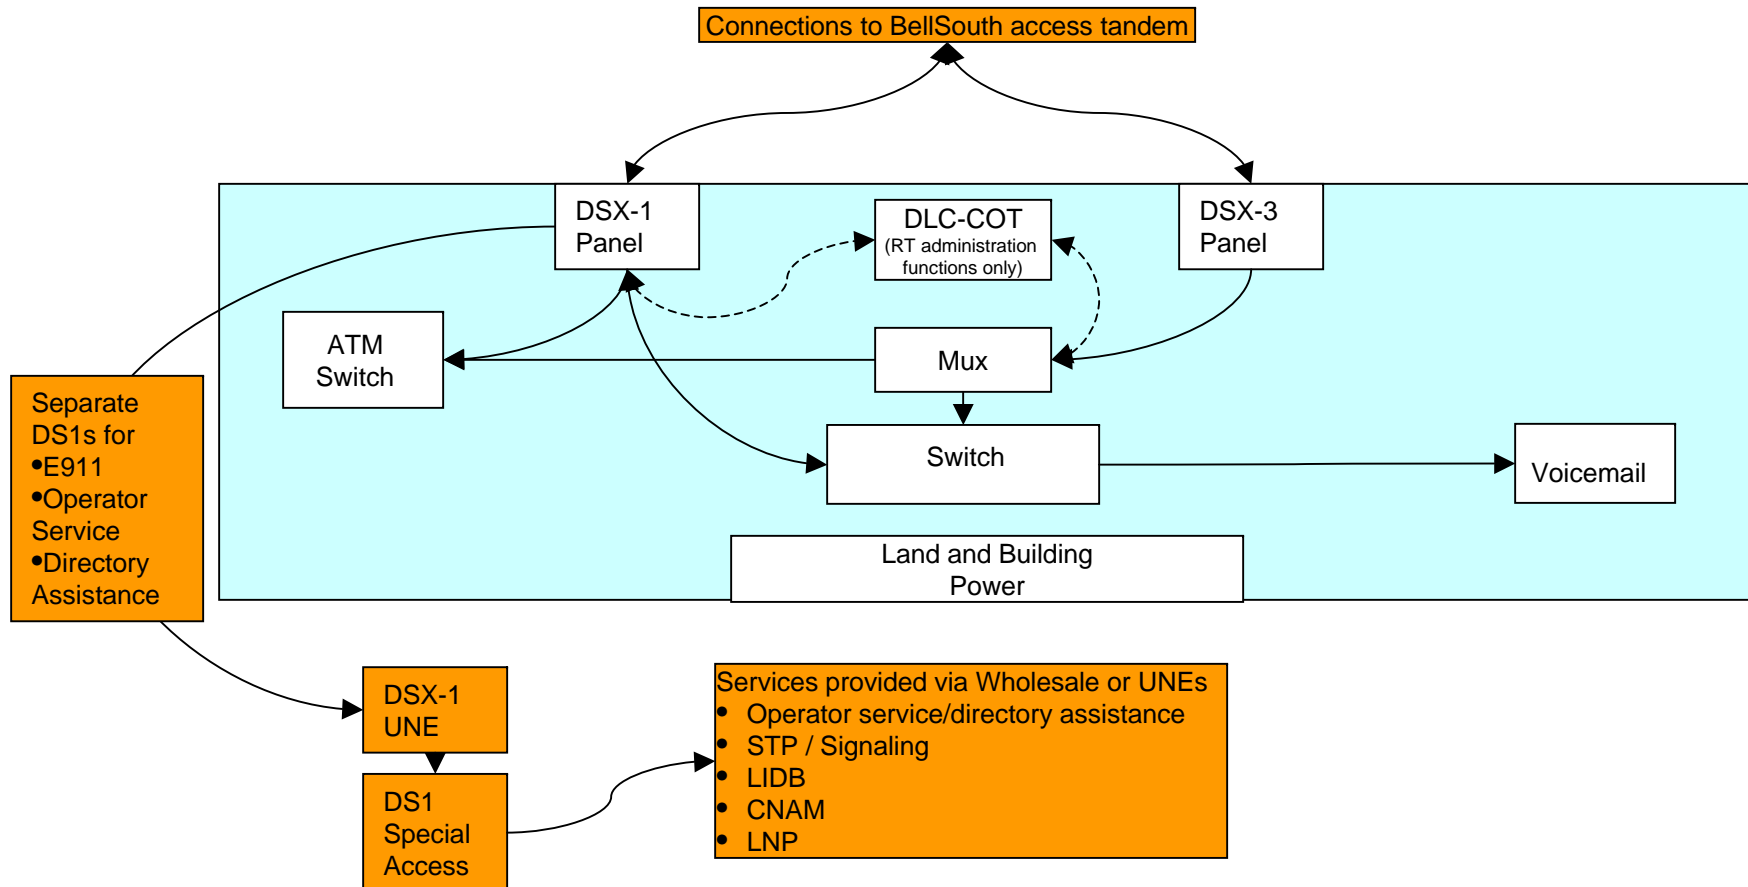 Connections to BellSouth access tandem
DSX-1
Panel
DLC-COT
(RT administration
functions only)
DSX-3
Panel
ATM
Switch
Mux
Separate
DS1s for
•E911
•Operator
Service
•Directory
Assistance
Switch
Voicemail
Land and Building
Power
DSX-1
UNE
DS1
Special
Access
Services provided via Wholesale or UNEs
• Operator service/directory assistance
• STP / Signaling
• LIDB
• CNAM
• LNP